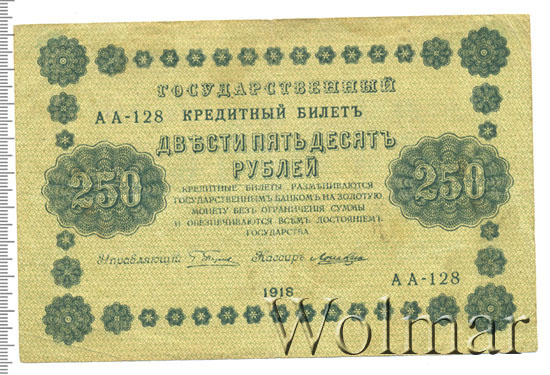 ГОСУДАРСТВЕННЫЙ
АА-128 КРЕДИТНЫЙ БИЛЕТЪ
ДВѢСТИ ПЯТЬДЕСЯТЪ
РУБЛЕЙ
250 250
КРЕДИТНЫЕ БИЛЕТЫ РАЗМѢНИВАЮТСЯ
ГОСУДАРСТВЕННЫМЪ БАНКОМЪ НА ЗОЛОТУЮ
МОНЕТУ БЕЗЪ ОГРАНИЧЕНІЯ СУММЫ
И ОБЕЗПЕЧИВАЮТСЯ ВСѢМЪ ДОСТОЯНІЕМЪ
ГОСУДАРСТВА
Управляющій Кассиръ
АА-128
1918
Wolmar